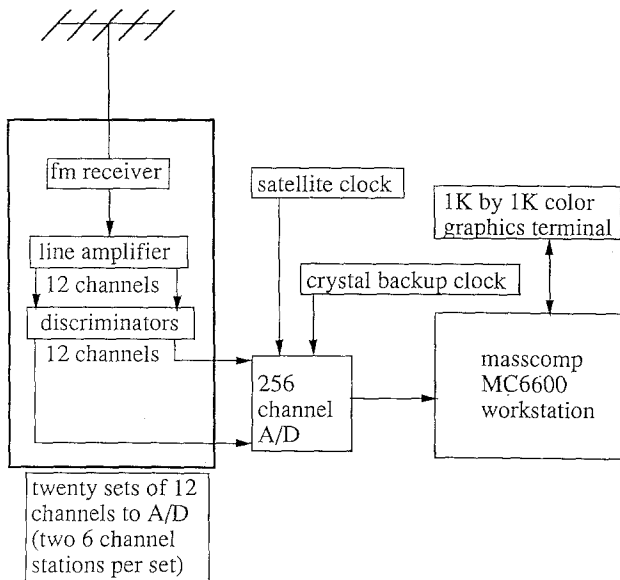 fm receiver
line amplifier
12 channels
discriminators
12 channels
twenty sets of 12
channels to A/D
(two 6 channel
stations per set)
satellite clock
crystal backup clock
256
channel
A/D
1K by 1K color
graphics terminal
masscomp
MC6600
workstation